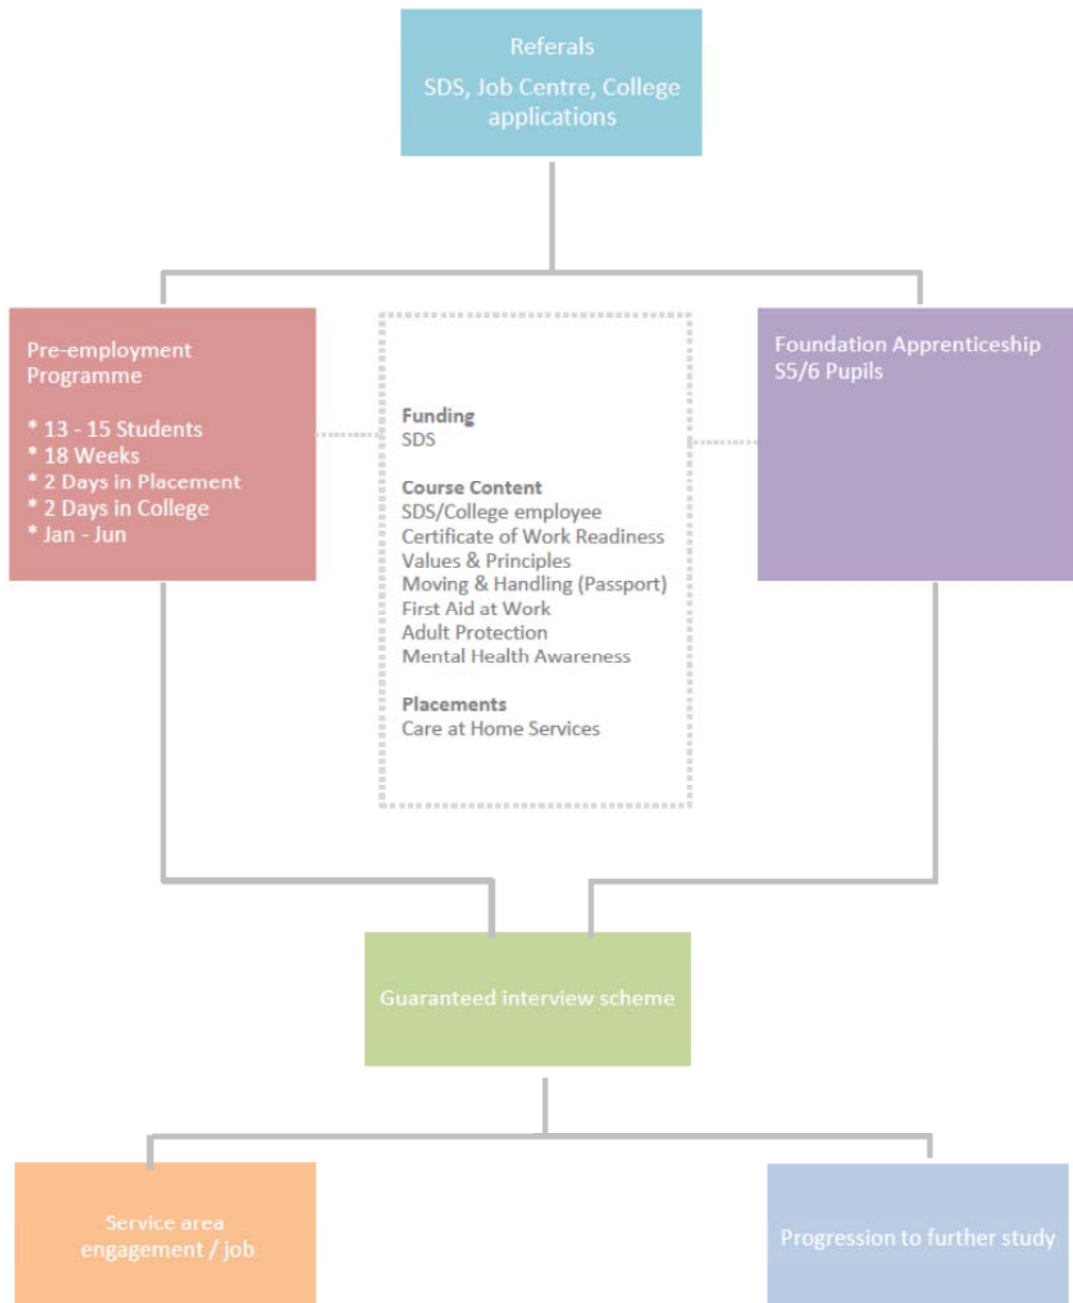 Referals
SDS, Job Centre, College
applications
Pre-employment
Programme
* 13 - 15 Students
* 18 Weeks
* 2 Days in Placement
* 2 Days in College
* Jan - Jun
Funding
SDS
Course Content
SDS/College employee
Certificate of Work Readiness
Values & Principles
Moving & Handling (Passport)
First Aid at Work
Adult Protection
Mental Health Awareness
Placements
Care at Home Services
Foundation Apprenticeship
S5/6 Pupils
Guaranteed interview scheme
Service area
engagement / job
Progression to further study